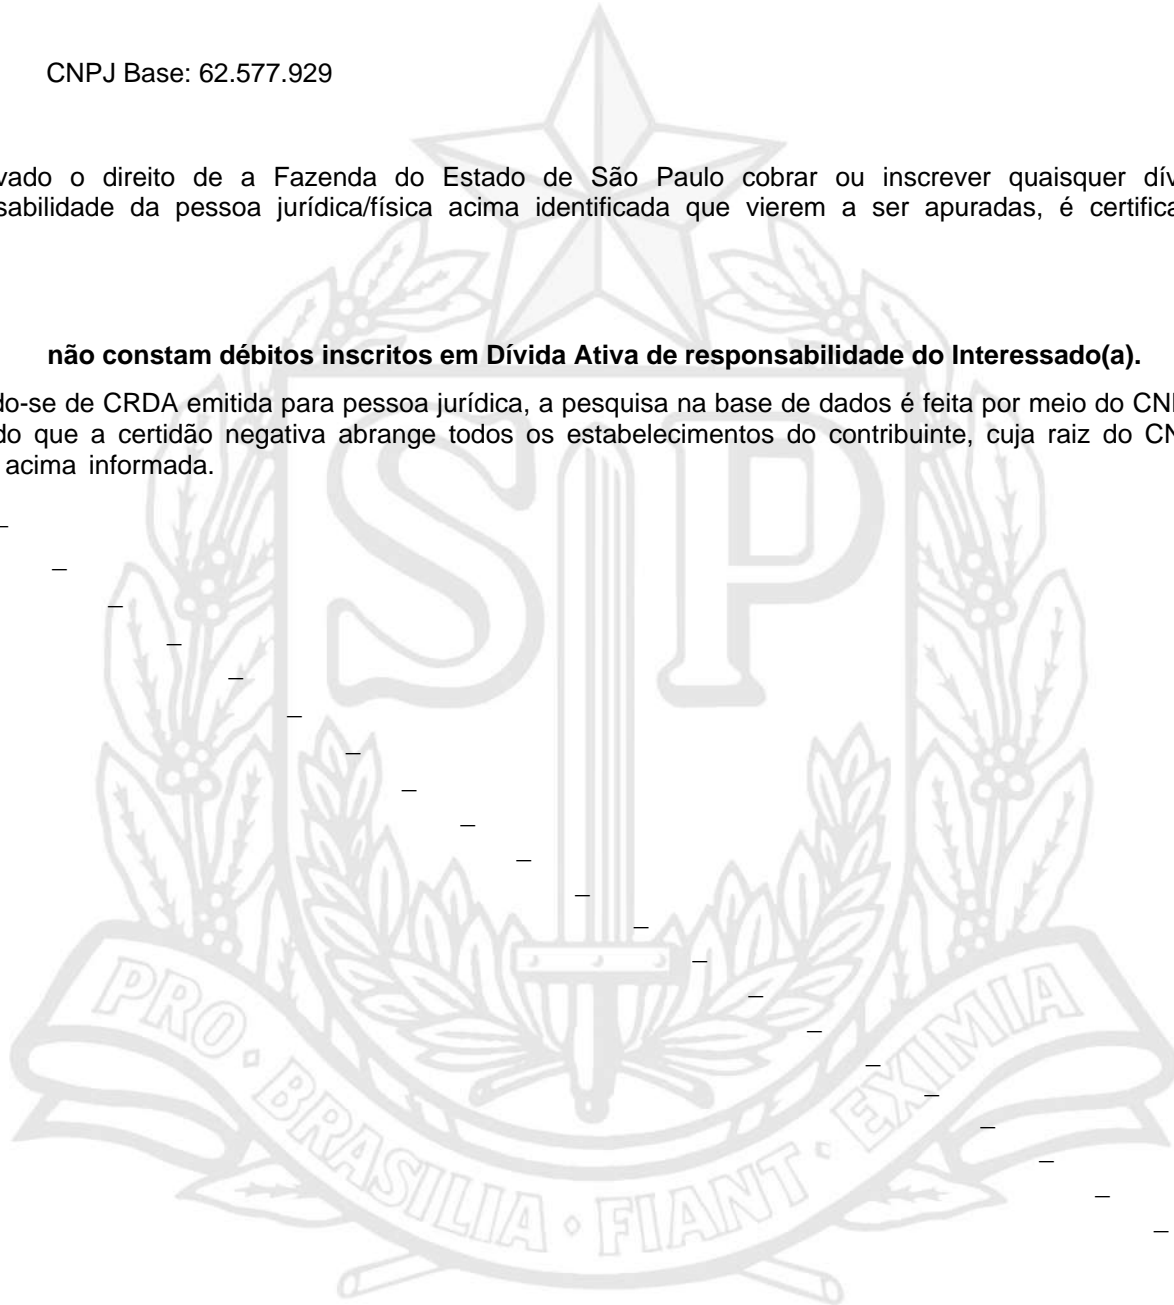 CNPJ Base: 62.577.929
vado o direito de a Fazenda do Estado de São Paulo cobrar ou inscrever quaisquer dív
sabilidade da pessoa jurídica/física acima identificada que vierem a ser apuradas, é certifica
não constam débitos inscritos em Dívida Ativa de responsabilidade do Interessado(a).
do-se de CRDA emitida para pessoa jurídica, a pesquisa na base de dados é feita por meio do CN
do que a certidão negativa abrange todos os estabelecimentos do contribuinte, cuja raiz do CN
acima informada.
SP
PRO • BRASILIA • FIANT • EXIMIA